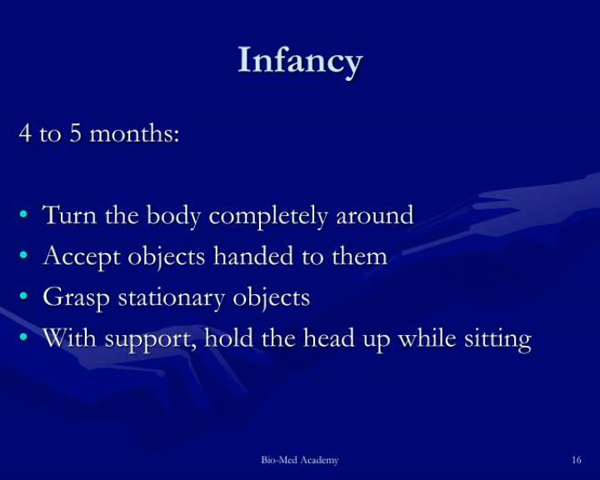 Infancy
4 to 5 months:
• Turn the body completely around
• Accept objects handed to them
• Grasp stationary objects
• With support, hold the head up while sitting
Bio-Med Academy
16